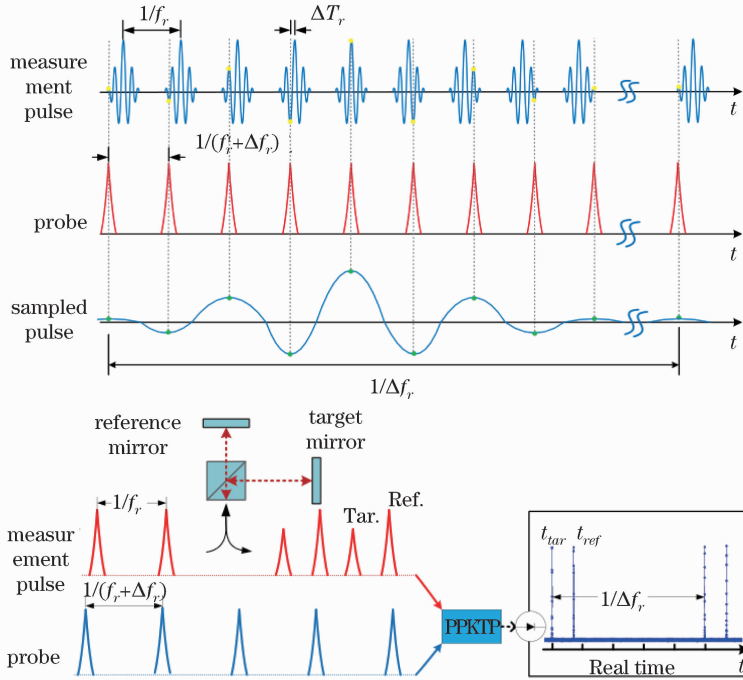 1/f_r
ΔT_r
measure
ment
pulse
t
1/(f_r+Δf_r)
probe
t
sampled
pulse
t
1/Δf_r
reference
mirror
target
mirror
1/f_r
Tar.
Ref.
measur
ement
pulse
1/(f_r+Δf_r)
probe
PPKTP
t_tar
t_ref
1/Δf_r
Real time
t